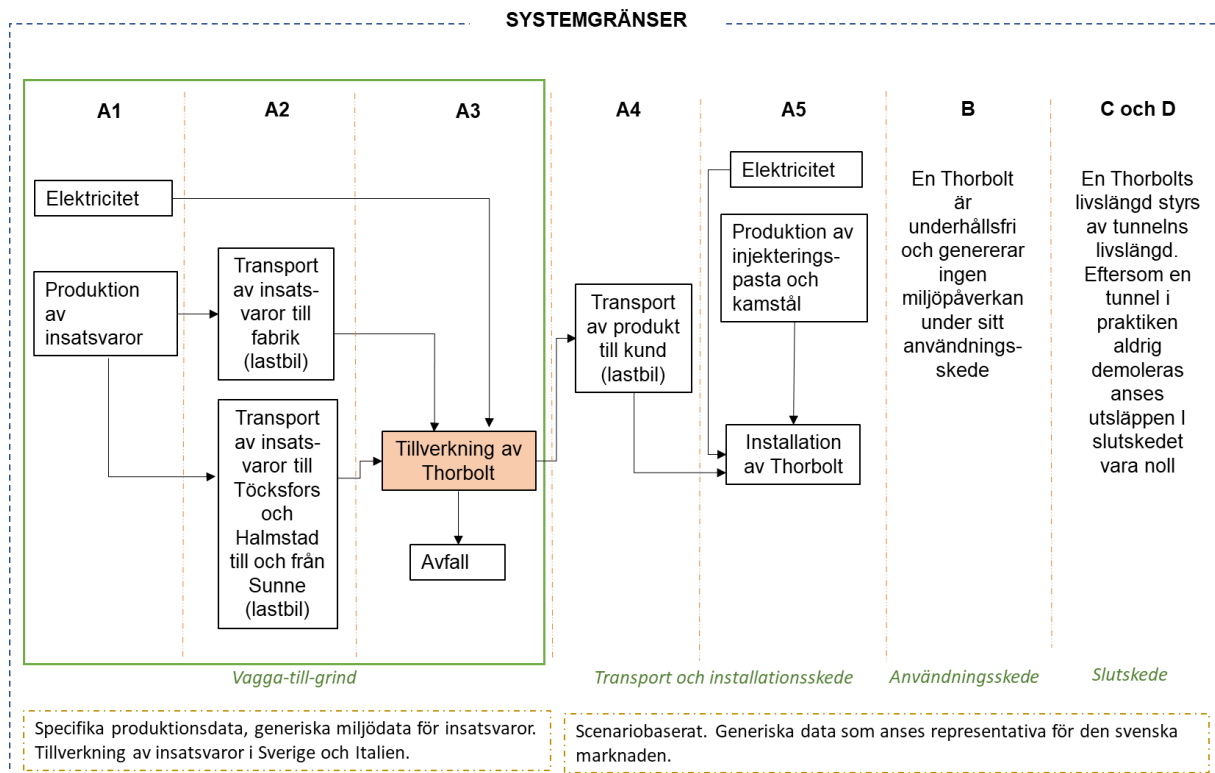 SYSTEMGRÄNSER
A1
A2
A3
A4
A5
B
C och D
Elektricitet
Produktion
av
insatsvaror
Transport
av insats-
varor till
fabrik
(lastbil)
Transport
av insats-
varor till
Töcksfors
och
Halmstad
till och från
Sunne
(lastbil)
Tillverkning av
Thorbolt
Avfall
Transport
av produkt
till kund
(lastbil)
Elektricitet
Produktion av
injekterings-
pasta och
kamstål
Installation
av Thorbolt
En Thorbolt
är
underhållsfri
och genererar
ingen
miljöpåverkan
under sitt
användnings-
skede
En Thorbolts
livslängd styrs
av tunnelns
livslängd.
Eftersom en
tunnel i
praktiken
aldrig
demoleras
anses
utsläppen I
slutskedet
vara noll
Vagga-till-grind
Transport och installationsskede
Användningsskede
Slutskede
Specifika produktionsdata, generiska miljödata för insatsvaror.
Tillverkning av insatsvaror i Sverige och Italien.
Scenariobaserat. Generiska data som anses representativa för den svenska
marknaden.